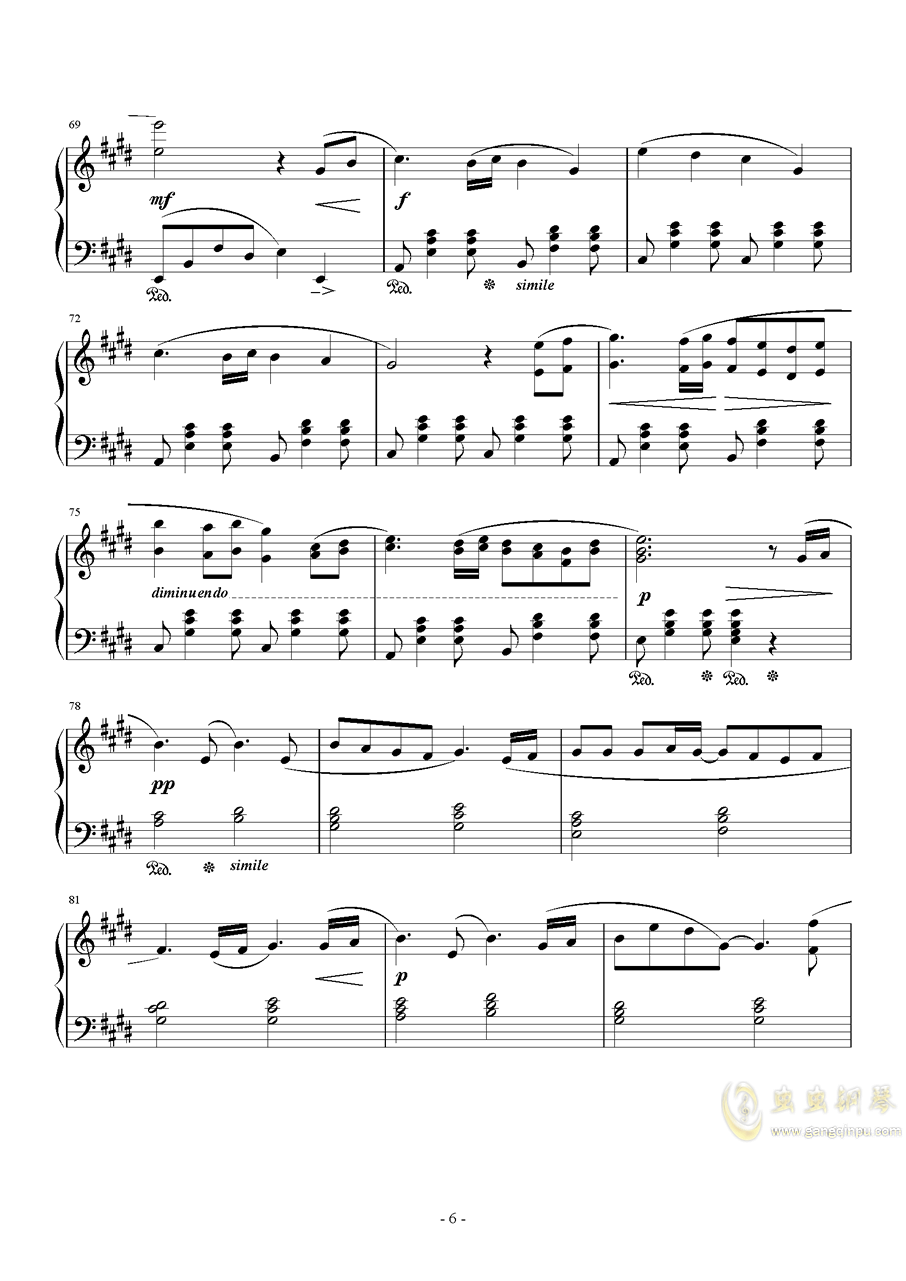 69
mf
f
Ped.
Ped.
simile
72
75
diminuendo
p
Ped.
Ped.
78
pp
Ped.
simile
81
p
虫虫钢琴
www.gangqinpu.com
- 6 -